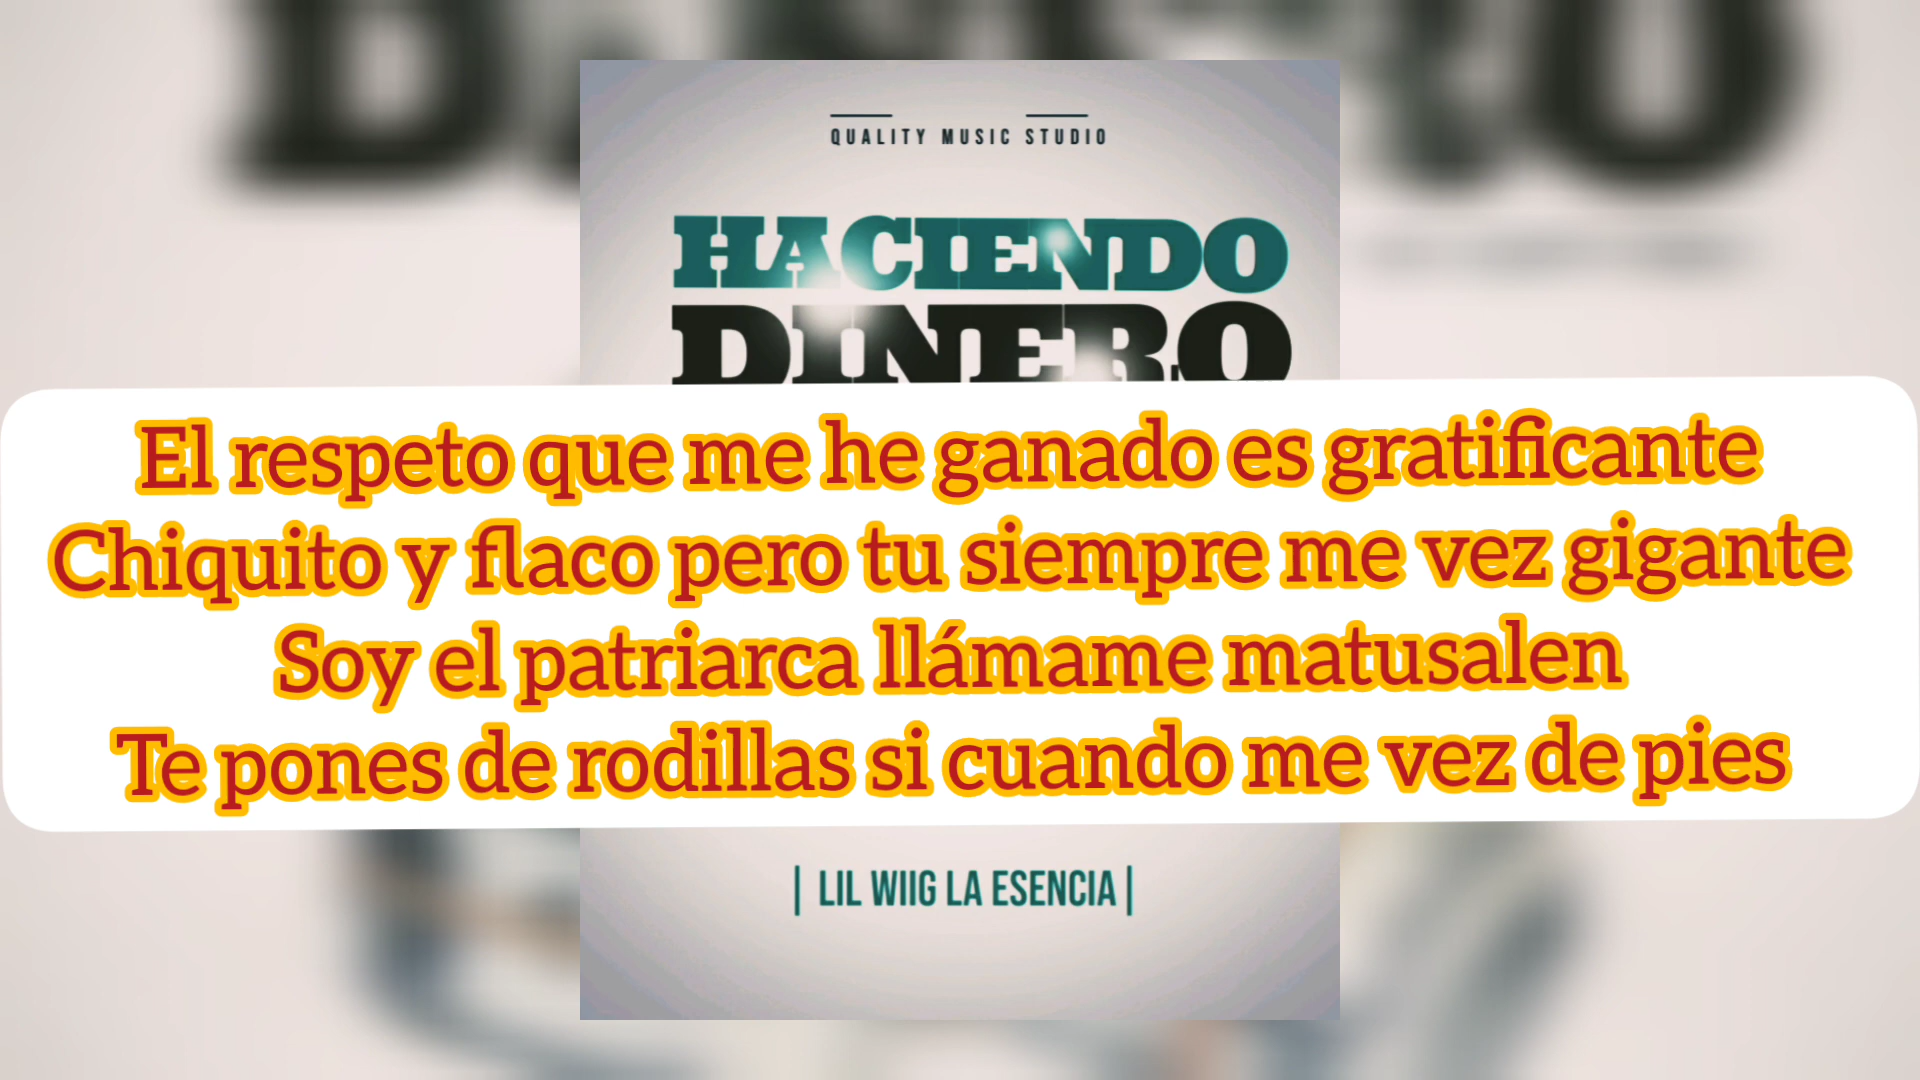 QUALITY MUSIC STUDIO
HACIENDO
DINERO
El respeto que me he ganado es gratificante
Chiquito y flaco pero tu siempre me vez gigante
Soy el patriarca llámame matusalen
Te pones de rodillas si cuando me vez de pies
| LIL WIIG LA ESENCIA |